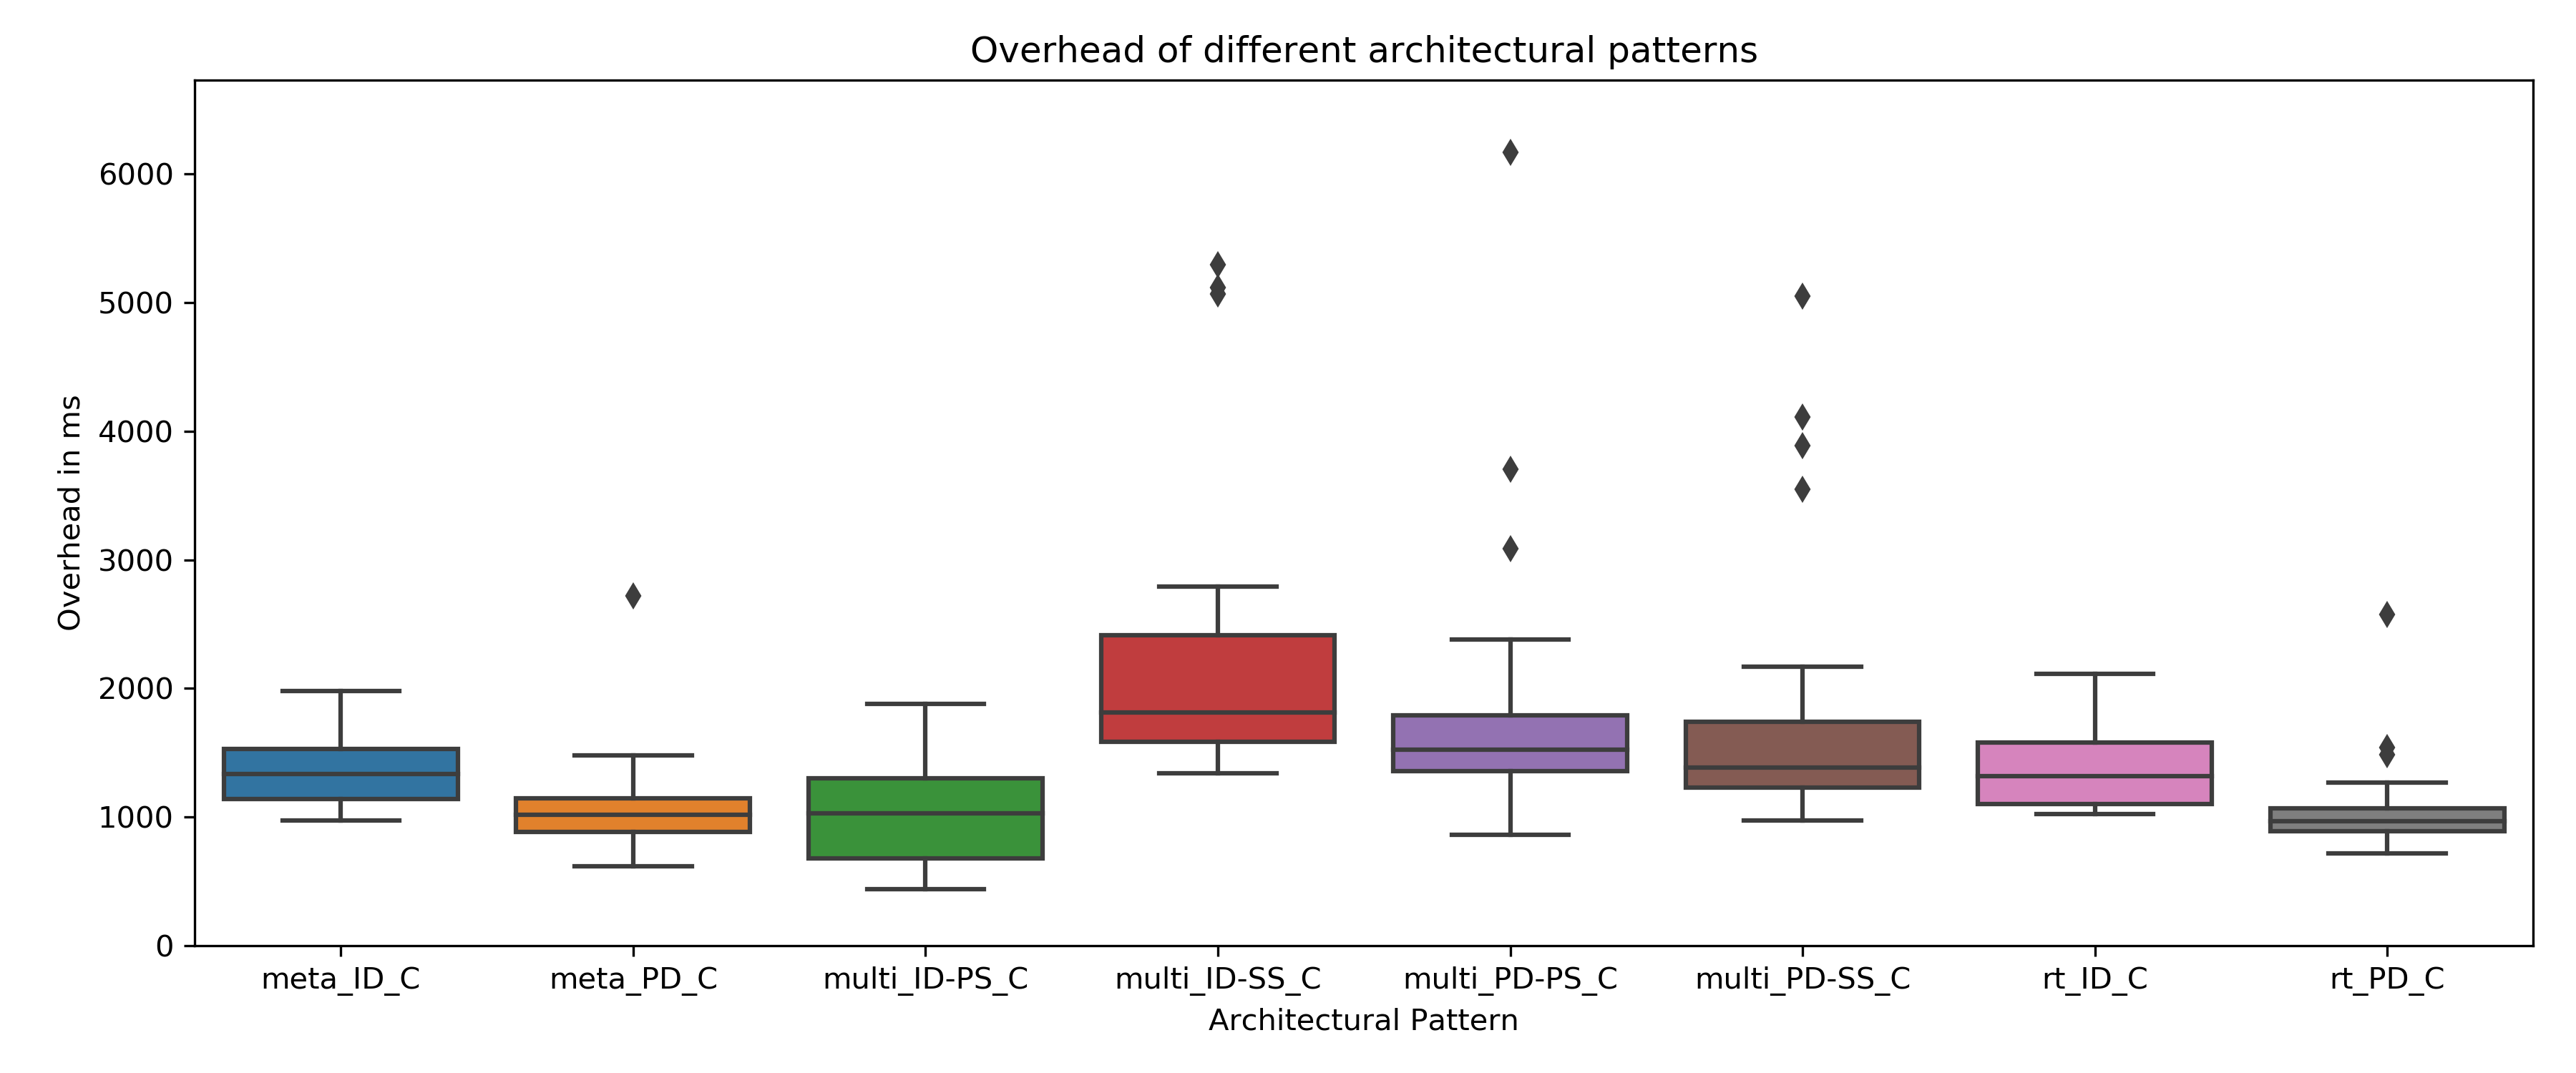 Overhead of different architectural patterns
Overhead in ms
6000
5000
4000
3000
2000
1000
0
meta_ID_C meta_PD_C multi_ID-PS_C multi_ID-SS_C multi_PD-PS_C multi_PD-SS_C rt_ID_C rt_PD_C
Architectural Pattern